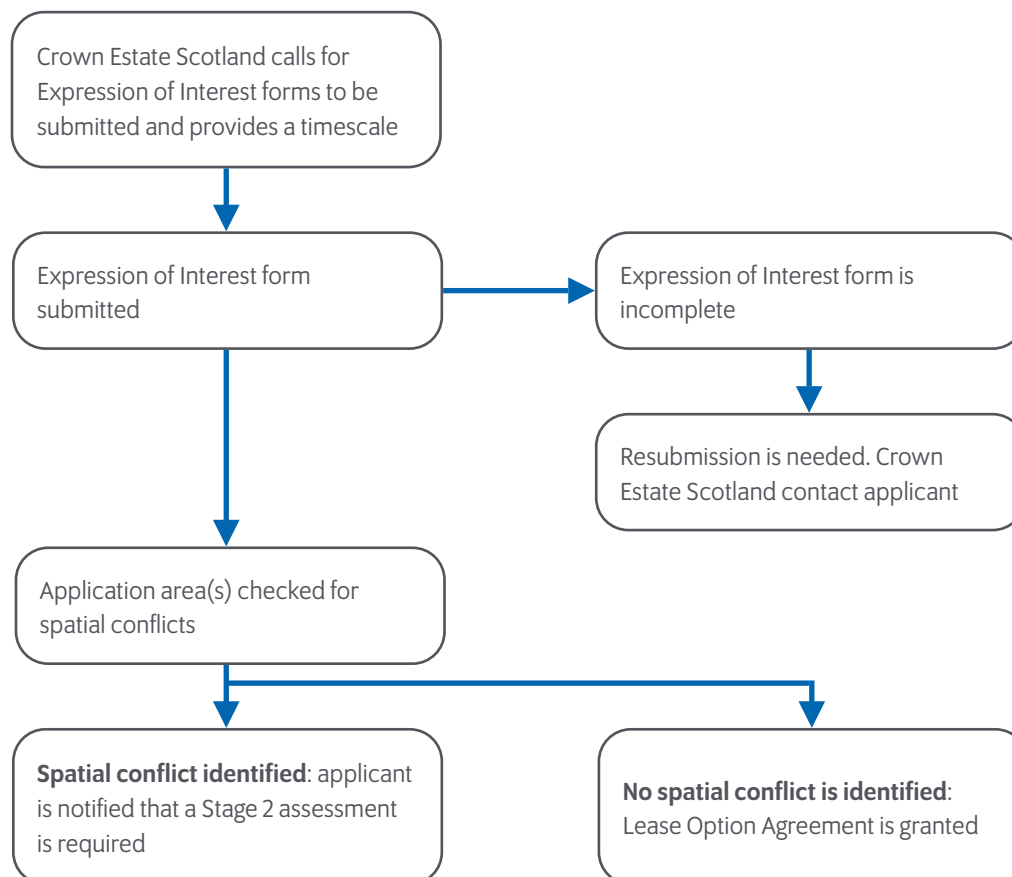 Crown Estate Scotland calls for
Expression of Interest forms to be
submitted and provides a timescale
Expression of Interest form
submitted
Expression of Interest form is
incomplete
Resubmission is needed. Crown
Estate Scotland contact applicant
Application area(s) checked for
spatial conflicts
Spatial conflict identified: applicant
is notified that a Stage 2 assessment
is required
No spatial conflict is identified:
Lease Option Agreement is granted